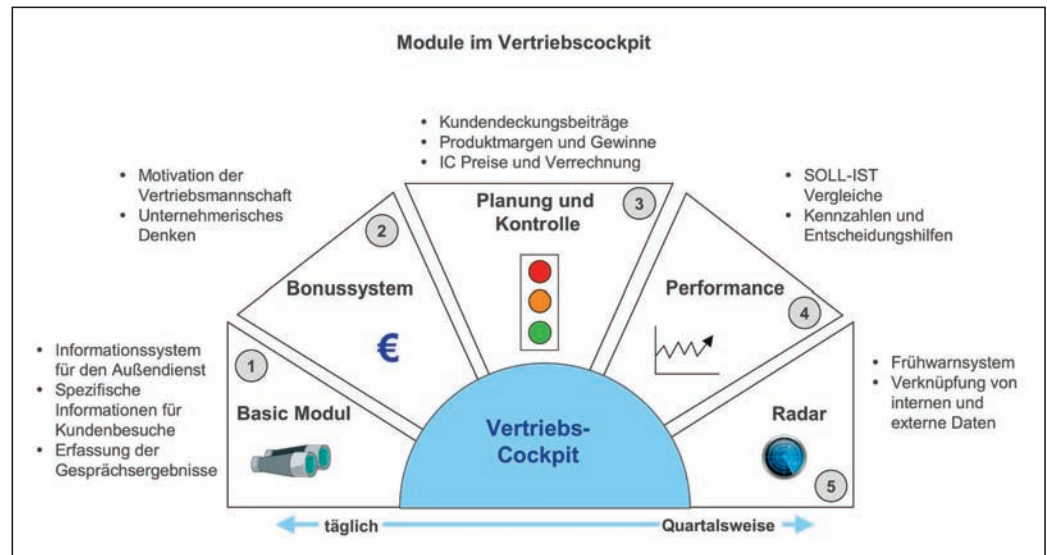 Module im Vertriebscockpit
• Kundendeckungsbeiträge
• Produktmargen und Gewinne
• IC Preise und Verrechnung
• Motivation der
Vertriebsmannschaft
• Unternehmerisches
Denken
• SOLL-IST
Vergleiche
• Kennzahlen und
Entscheidungshilfen
Planung und
Kontrolle
3
2
Bonussystem
€
Performance
4
• Informationssystem
für den Außendienst
• Spezifische
Informationen für
Kundenbesuche
• Erfassung der
Gesprächsergebnisse
1
Basic Modul
Vertriebs-
Cockpit
Radar
5
• Frühwarnsystem
• Verknüpfung von
internen und
externe Daten
täglich
Quartalsweise